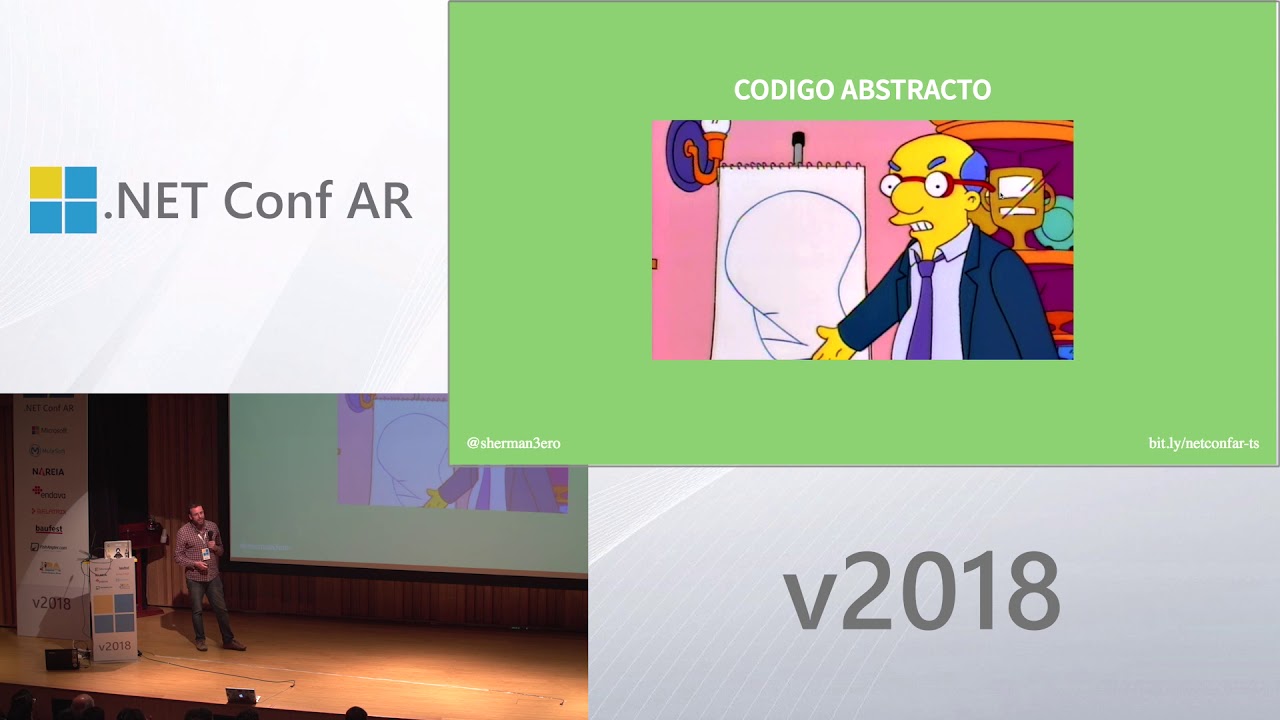 .NET Conf AR
CODIGO ABSTRACTO
@sherman3ero
bit.ly/netconfar-ts
.NET Conf AR
Microsoft
endava
baufest
v2018
v2018
v2018